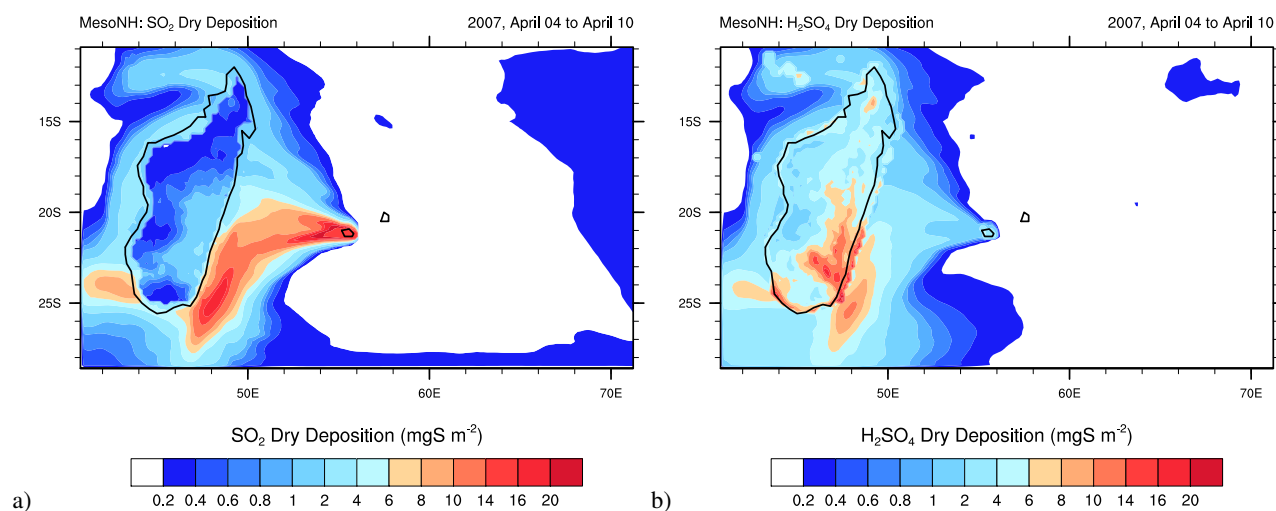 MesoNH: SO₂ Dry Deposition 2007, April 04 to April 10
15S
20S
25S
50E 60E 70E
SO₂ Dry Deposition (mgS m⁻²)
0.2 0.4 0.6 0.8 1 2 4 6 8 10 14 16 20
a)
MesoNH: H₂SO₄ Dry Deposition 2007, April 04 to April 10
15S
20S
25S
50E 60E 70E
H₂SO₄ Dry Deposition (mgS m⁻²)
0.2 0.4 0.6 0.8 1 2 4 6 8 10 14 16 20
b)